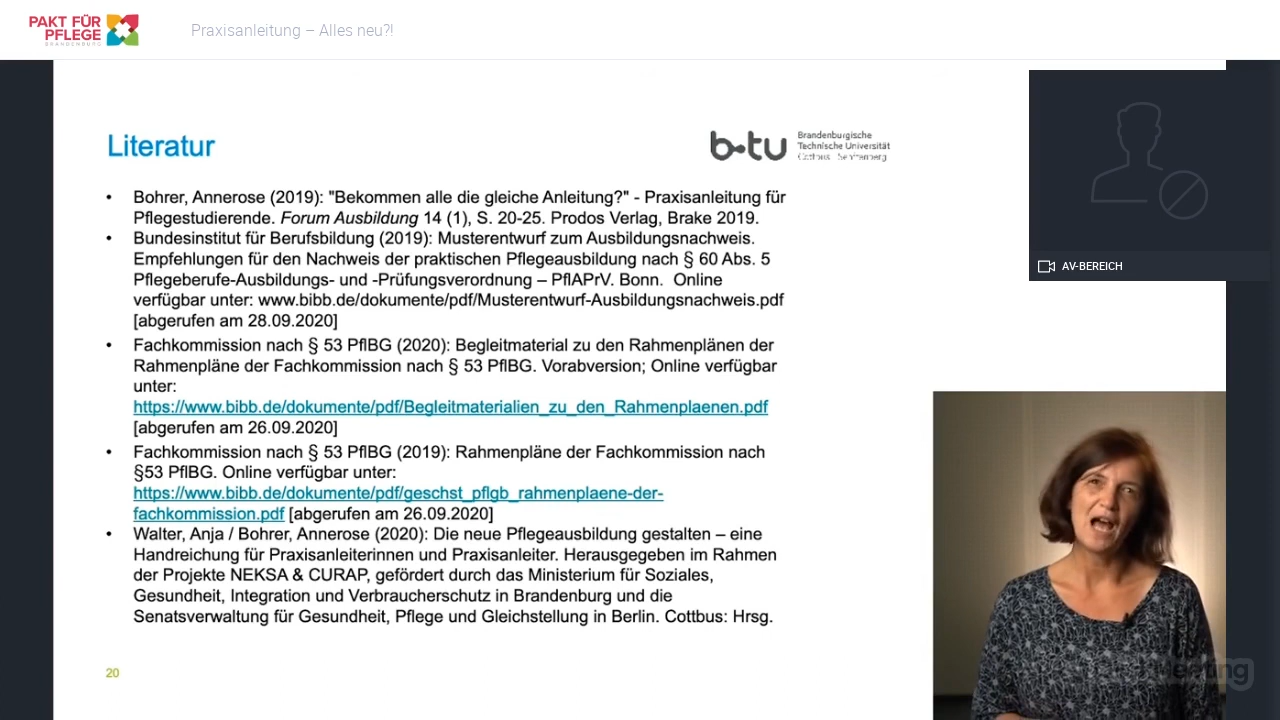 PAKT FÜR
PFLEGE
BRANDENBURG
Praxisanleitung – Alles neu?!
Literatur
b-tu
Brandenburgische
Technische Universität
Cottbus - Senftenberg
• Bohrer, Annerose (2019): "Bekommen alle die gleiche Anleitung?" - Praxisanleitung für
Pflegestudierende. Forum Ausbildung 14 (1), S. 20-25. Prodos Verlag, Brake 2019.
• Bundesinstitut für Berufsbildung (2019): Musterentwurf zum Ausbildungsnachweis.
Empfehlungen für den Nachweis der praktischen Pflegeausbildung nach § 60 Abs. 5
Pflegeberufe-Ausbildungs- und -Prüfungsverordnung – PflAPrV. Bonn. Online
verfügbar unter: www.bibb.de/dokumente/pdf/Musterentwurf-Ausbildungsnachweis.pdf
[abgerufen am 28.09.2020]
• Fachkommission nach § 53 PflBG (2020): Begleitmaterial zu den Rahmenplänen der
Rahmenpläne der Fachkommission nach § 53 PflBG. Vorabversion; Online verfügbar
unter:
https://www.bibb.de/dokumente/pdf/Begleitmaterialien_zu_den_Rahmenplaenen.pdf
[abgerufen am 26.09.2020]
• Fachkommission nach § 53 PflBG (2019): Rahmenpläne der Fachkommission nach
§53 PflBG. Online verfügbar unter:
https://www.bibb.de/dokumente/pdf/geschst_pflgb_rahmenplaene-der-
fachkommission.pdf [abgerufen am 26.09.2020]
• Walter, Anja / Bohrer, Annerose (2020): Die neue Pflegeausbildung gestalten – eine
Handreichung für Praxisanleiterinnen und Praxisanleiter. Herausgegeben im Rahmen
der Projekte NEKSA & CURAP, gefördert durch das Ministerium für Soziales,
Gesundheit, Integration und Verbraucherschutz in Brandenburg und die
Senatsverwaltung für Gesundheit, Pflege und Gleichstellung in Berlin. Cottbus: Hrsg.
20
AV-BEREICH